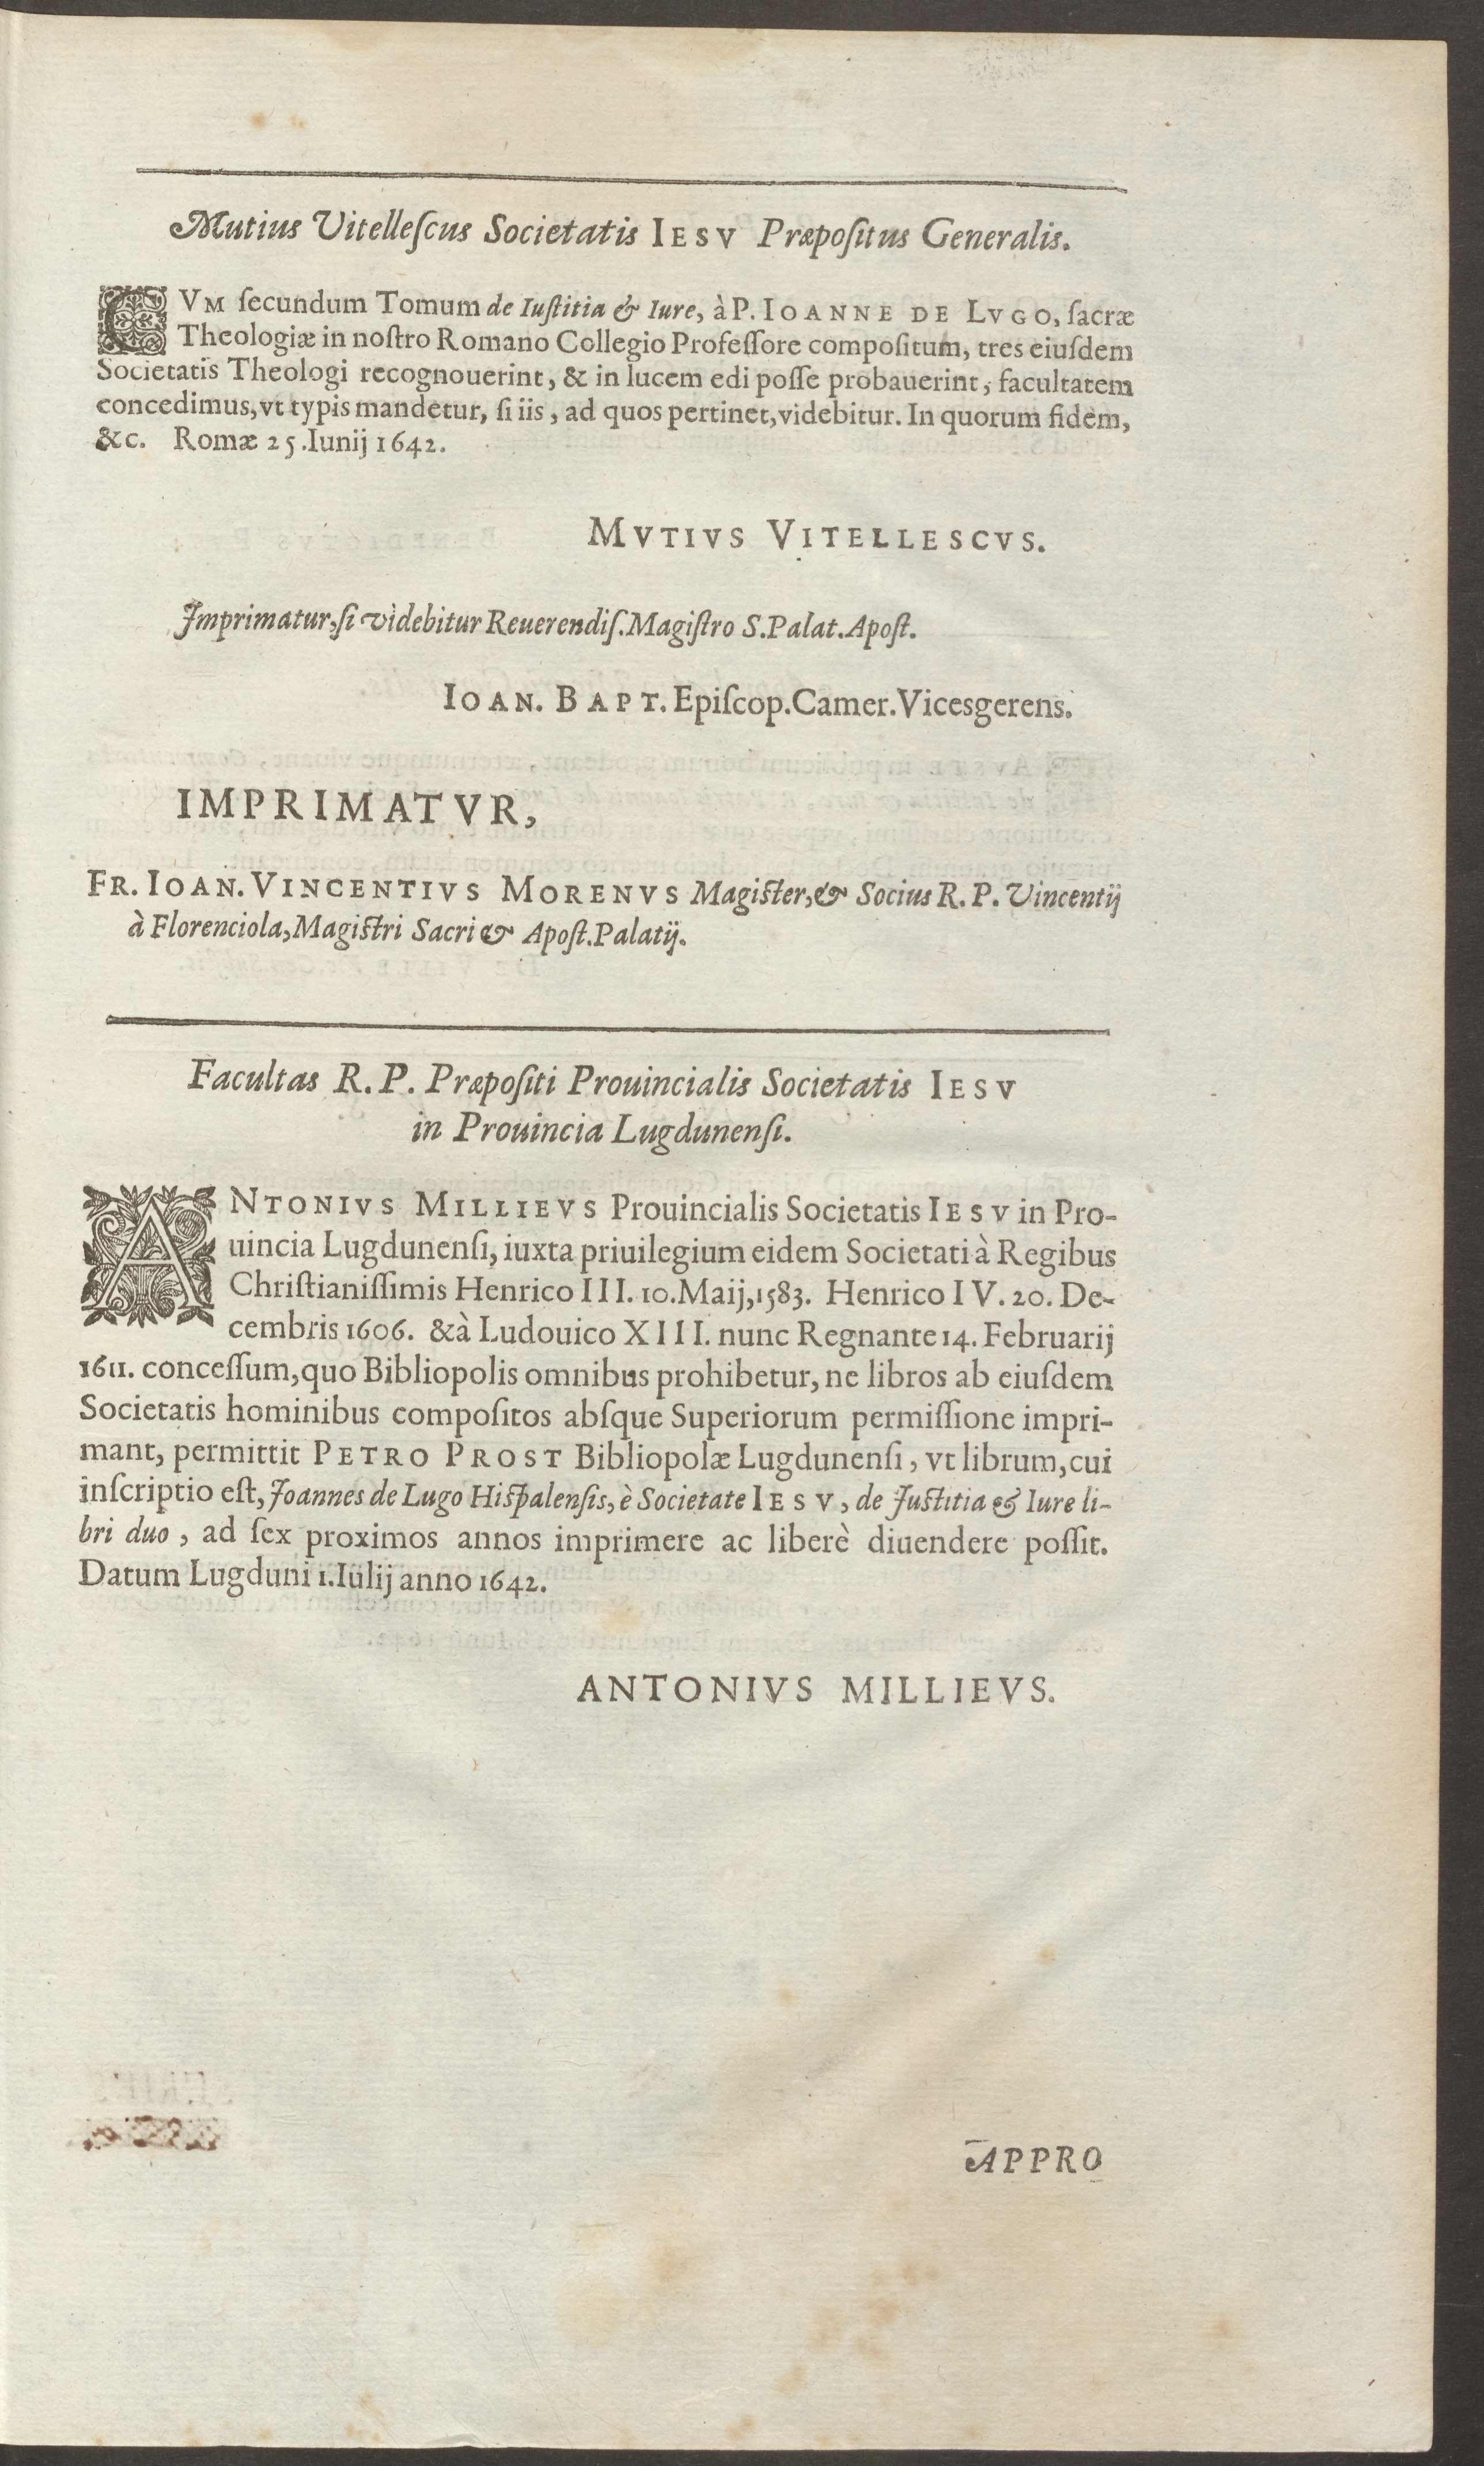 Mutius Vitelleſcus Societatis IESV Præpoſitus Generalis.
CVM ſecundum Tomum de Iuſtitia & Iure, à P. IOANNE DE LVGO, ſacræ
Theologiæ in noſtro Romano Collegio Profeſſore compoſitum, tres eiuſdem
Societatis Theologi recognouerint, & in lucem edi poſſe probauerint, facultatem
concedimus, vt typis mandetur, ſi iis, ad quos pertinet, videbitur. In quorum fidem,
&c. Romæ 25. Iunij 1642.
MVTIVS VITELLESCVS.
Imprimatur, ſi videbitur Reuerendiſ. Magiſtro S. Palat. Apoſt.
IOAN. BAPT. Epiſcop. Camer. Vicesgerens.
IMPRIMATVR,
FR. IOAN. VINCENTIVS MORENVS Magiſter, & Socius R. P. Vincentij
à Florenciola, Magiſtri Sacri & Apoſt. Palatij.
Facultas R. P. Præpoſiti Prouincialis Societatis IESV
in Prouincia Lugdunenſi.
ANTONIVS MILLIEVS Prouincialis Societatis IESV in Pro-
uincia Lugdunenſi, iuxta priuilegium eidem Societati à Regibus
Chriſtianiſſimis Henrico III. 10. Maij, 1583. Henrico IV. 20. De-
cembris 1606. & à Ludouico XIII. nunc Regnante 14. Februarij
1611. conceſſum, quo Bibliopolis omnibus prohibetur, ne libros ab eiuſdem
Societatis hominibus compoſitos abſque Superiorum permiſſione impri-
mant, permittit PETRO PROST Bibliopolæ Lugdunenſi, vt librum, cui
inſcriptio eſt, Joannes de Lugo Hiſpalenſis, è Societate IESV, de Juſtitia & Iure li-
bri duo, ad ſex proximos annos imprimere ac liberè diuendere poſſit.
Datum Lugduni 1. Iulij anno 1642.
ANTONIVS MILLIEVS.
APPRO